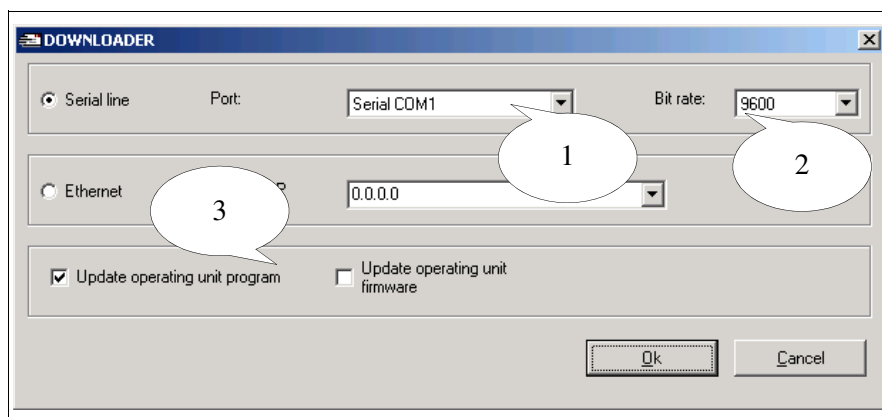 DOWNLOADER
Serial line Port: Serial COM1 Bit rate: 9600
1
2
Ethernet 0.0.0.0
3
Update operating unit program Update operating unit
firmware
Ok Cancel